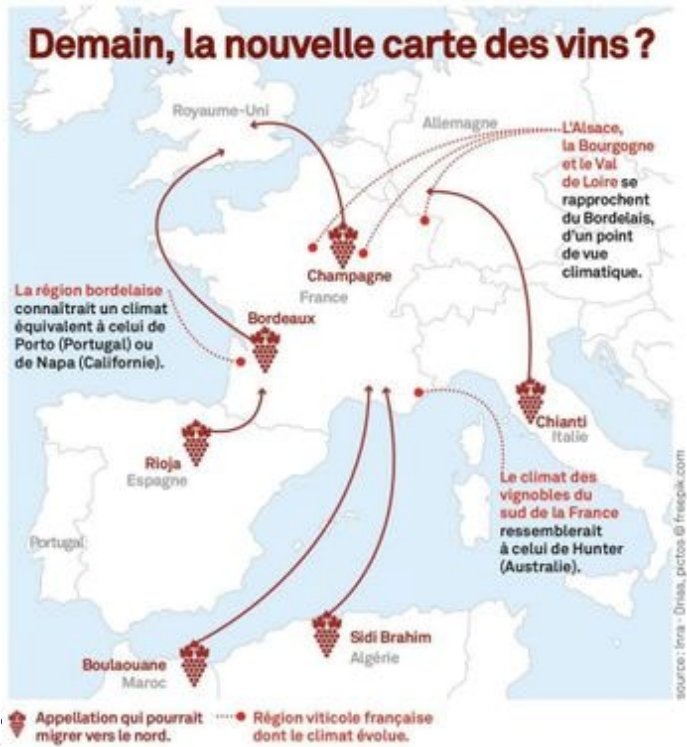 Demain, la nouvelle carte des vins ?
Royaume-Uni
Allemagne
L'Alsace,
la Bourgogne
et le Val
de Loire se
rapprochent
du Bordelais,
d'un point
de vue
climatique.
Champagne
France
La région bordelaise
connaîtrait un climat
équivalent à celui de
Porto (Portugal) ou
de Napa (Californie).
Bordeaux
Chianti
Italie
Rioja
Espagne
Le climat des
vignobles du
sud de la France
ressemblerait
à celui de Hunter
(Australie).
Portugal
Sidi Brahim
Algérie
Boulaouane
Maroc
source : Inra - Drias, pictos © freepik.com
Appellation qui pourrait
migrer vers le nord.
Région viticole française
dont le climat évolue.